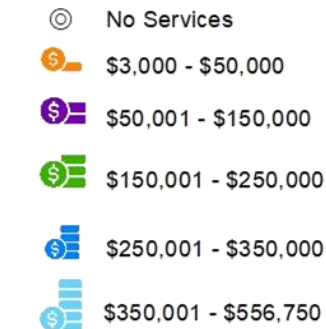 No Services
$3,000 - $50,000
$50,001 - $150,000
$150,001 - $250,000
$250,001 - $350,000
$350,001 - $556,750